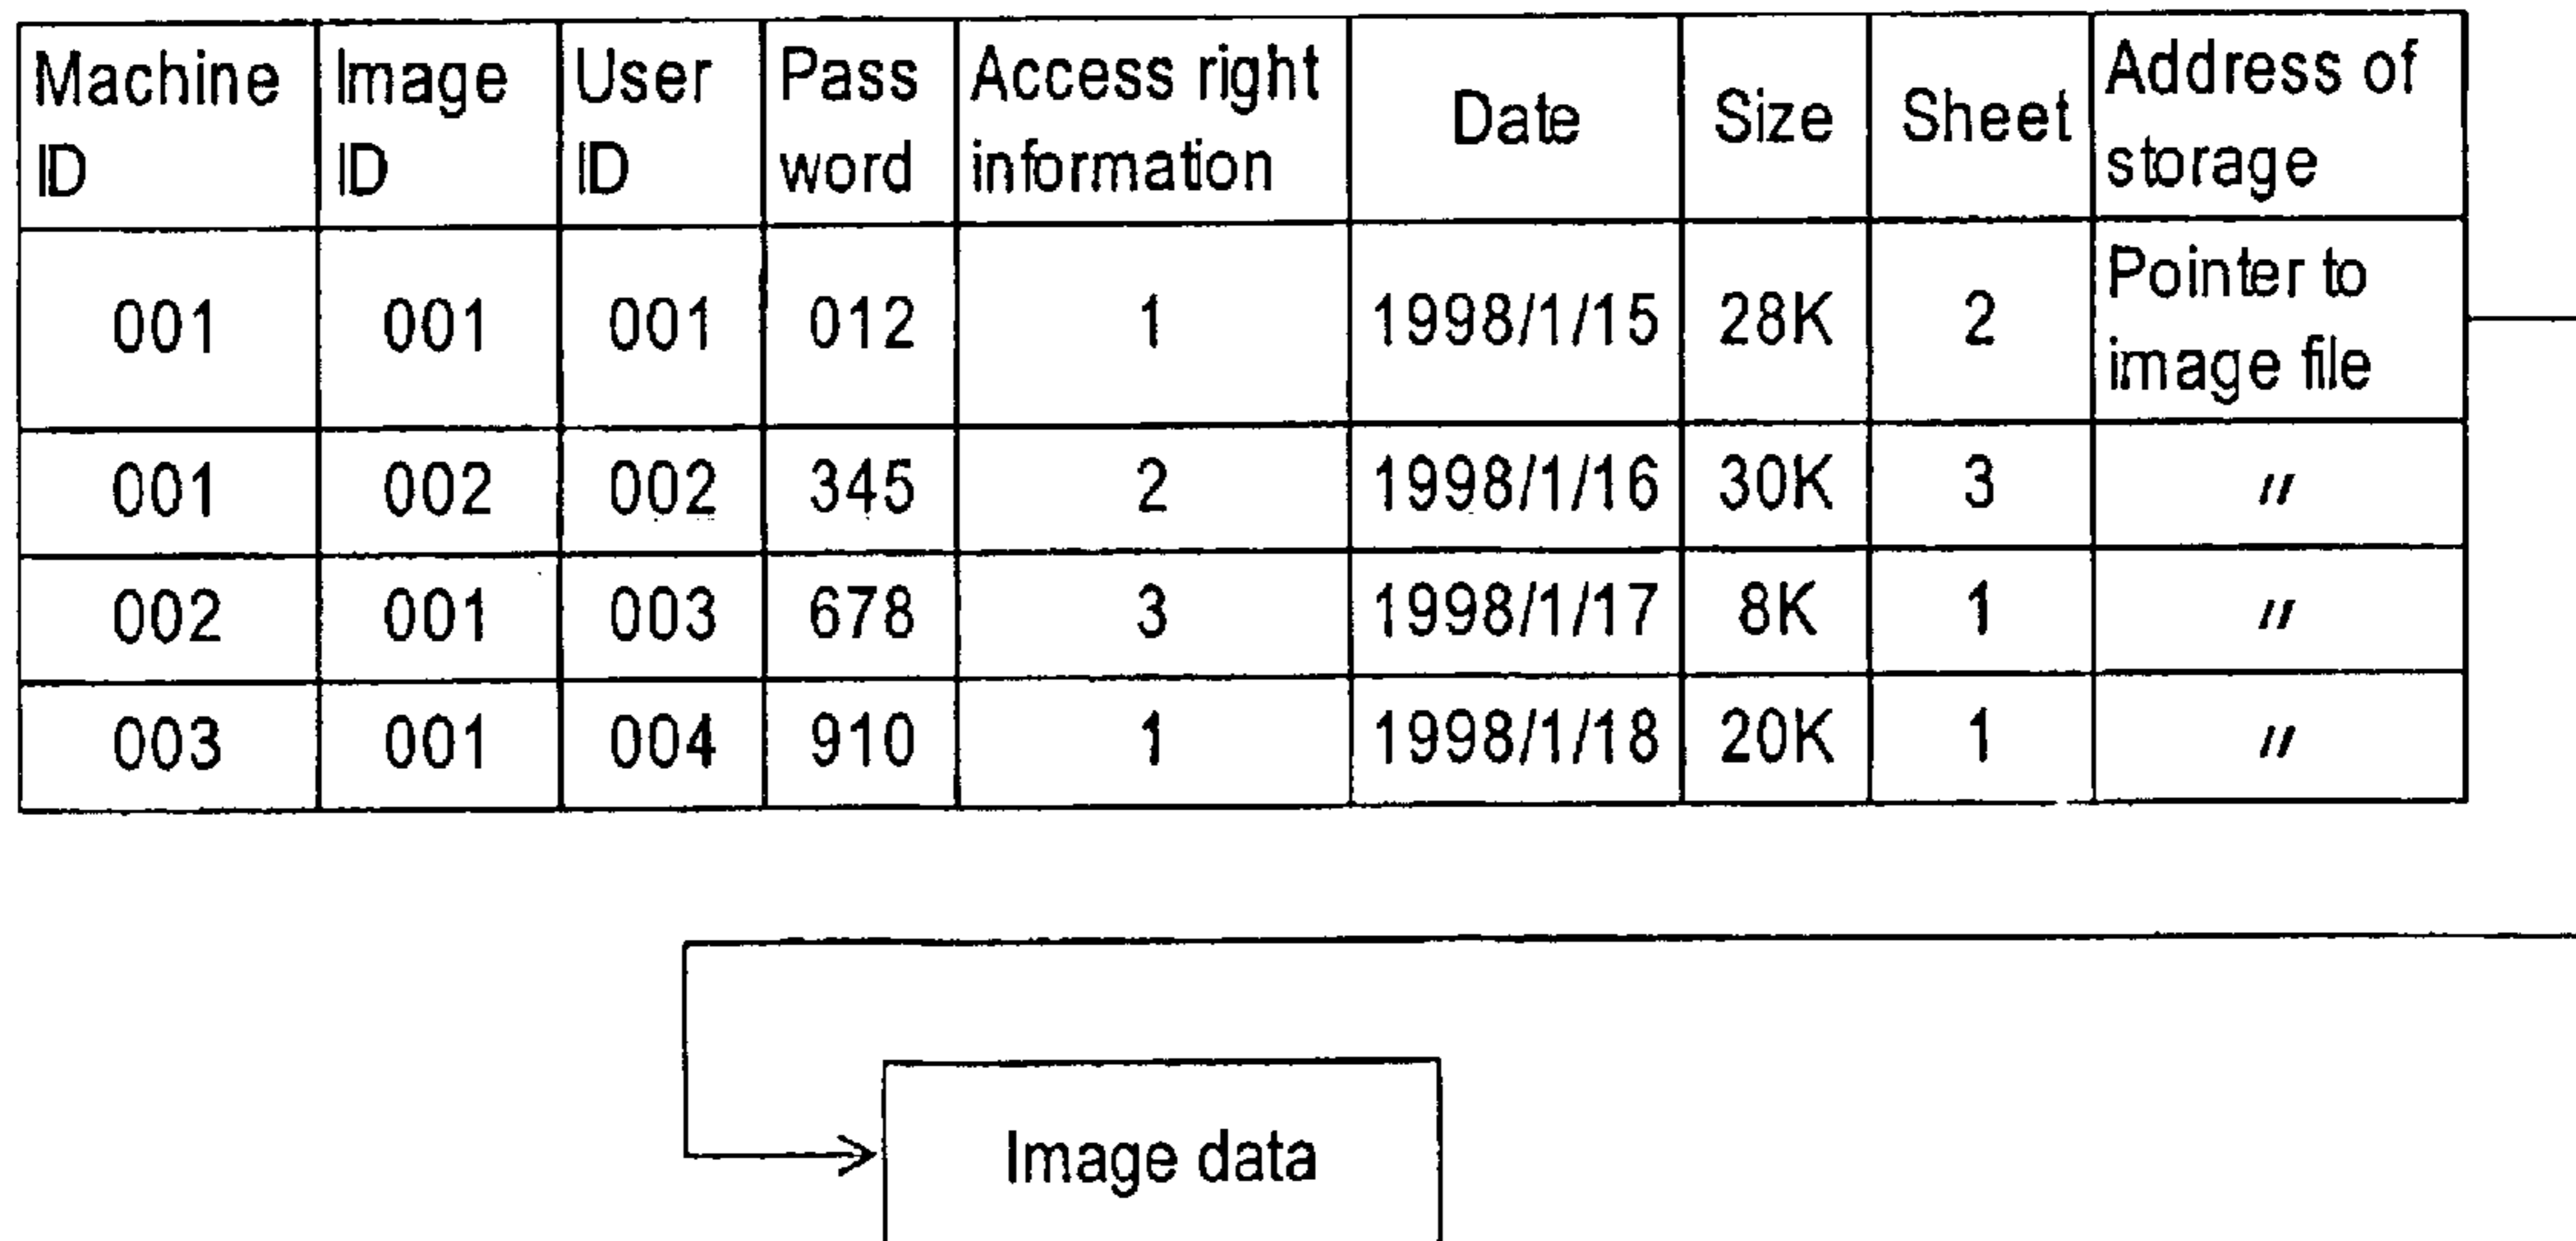 Machine ID Image ID User ID Pass word Access right information Date Size Sheet Address of storage
001 001 001 012 1 1998/1/15 28K 2 Pointer to image file
001 002 002 345 2 1998/1/16 30K 3 〃
002 001 003 678 3 1998/1/17 8K 1 〃
003 001 004 910 1 1998/1/18 20K 1 〃
Image data